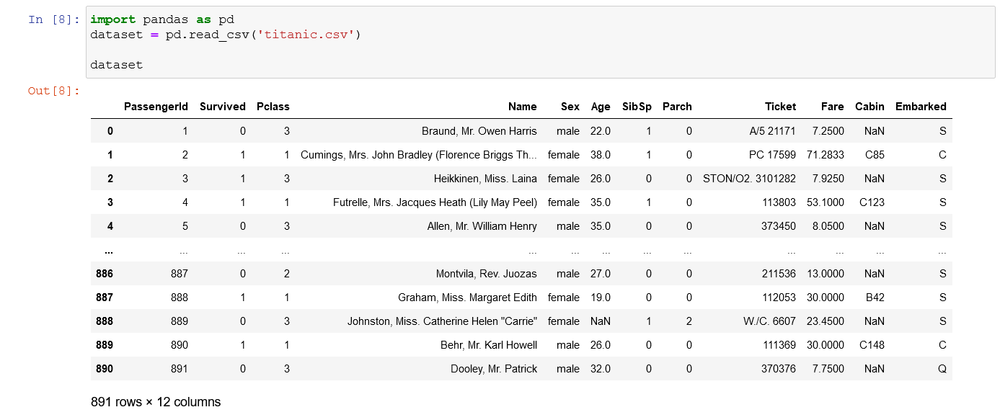 In [8]: import pandas as pd
dataset = pd.read_csv('titanic.csv')
dataset
Out[8]:
PassengerId Survived Pclass Name Sex Age SibSp Parch Ticket Fare Cabin Embarked
0 1 0 3 Braund, Mr. Owen Harris male 22.0 1 0 A/5 21171 7.2500 NaN S
1 2 1 1 Cumings, Mrs. John Bradley (Florence Briggs Th... female 38.0 1 0 PC 17599 71.2833 C85 C
2 3 1 3 Heikkinen, Miss. Laina female 26.0 0 0 STON/O2. 3101282 7.9250 NaN S
3 4 1 1 Futrelle, Mrs. Jacques Heath (Lily May Peel) female 35.0 1 0 113803 53.1000 C123 S
4 5 0 3 Allen, Mr. William Henry male 35.0 0 0 373450 8.0500 NaN S
... ... ... ... ... ... ... ... ... ... ... ... ...
886 887 0 2 Montvila, Rev. Juozas male 27.0 0 0 211536 13.0000 NaN S
887 888 1 1 Graham, Miss. Margaret Edith female 19.0 0 0 112053 30.0000 B42 S
888 889 0 3 Johnston, Miss. Catherine Helen "Carrie" female NaN 1 2 W./C. 6607 23.4500 NaN S
889 890 1 1 Behr, Mr. Karl Howell male 26.0 0 0 111369 30.0000 C148 C
890 891 0 3 Dooley, Mr. Patrick male 32.0 0 0 370376 7.7500 NaN Q
891 rows × 12 columns